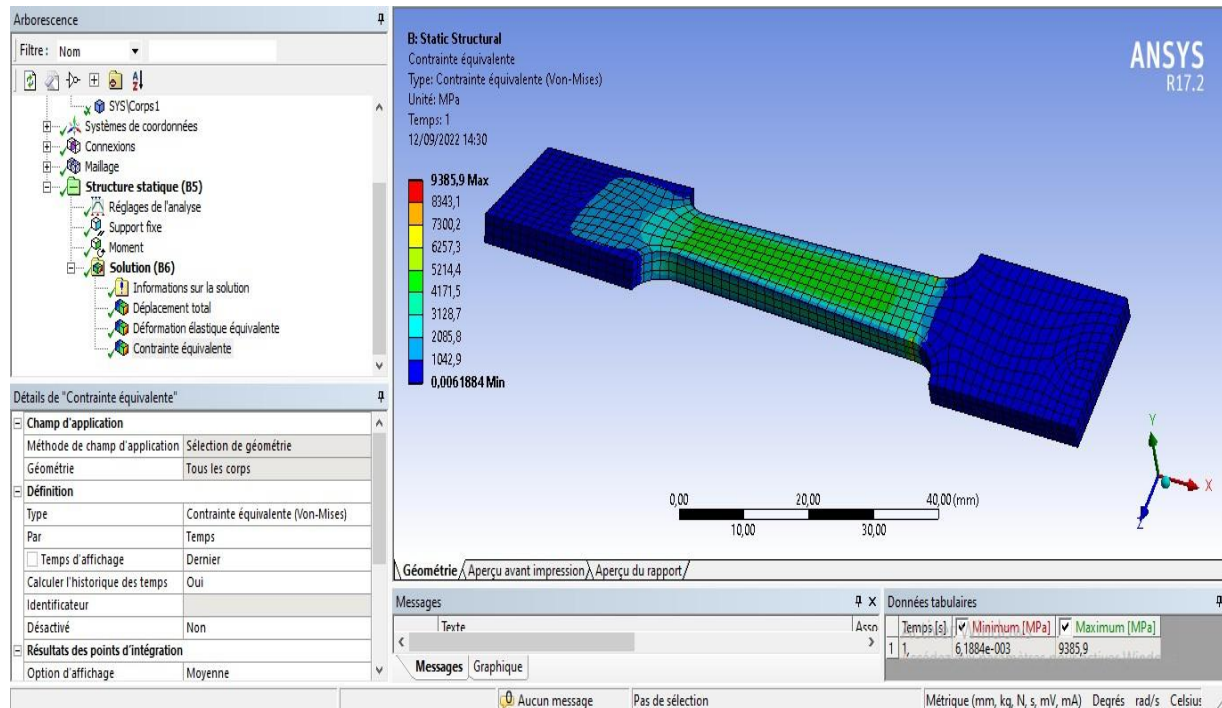 Arborescence
Filtre : Nom
SYS\Corps1
Systèmes de coordonnées
Connexions
Maillage
Structure statique (B5)
Réglages de l'analyse
Support fixe
Moment
Solution (B6)
Informations sur la solution
Déplacement total
Déformation élastique équivalente
Contrainte équivalente
Détails de "Contrainte équivalente"
Champ d'application
Méthode de champ d'application Sélection de géométrie
Géométrie Tous les corps
Définition
Type Contrainte équivalente (Von-Mises)
Par Temps
Temps d'affichage Dernier
Calculer l'historique des temps Oui
Identificateur
Désactivé Non
Résultats des points d'intégration
Option d'affichage Moyenne
B: Static Structural
Contrainte équivalente
Type: Contrainte équivalente (Von-Mises)
Unité: MPa
Temps: 1
12/09/2022 14:30
9385,9 Max
8343,1
7300,2
6257,3
5214,4
4171,5
3128,7
2085,8
1042,9
0,0061884 Min
ANSYS
R17.2
Y
X
Z
0,00 20,00 40,00 (mm)
10,00 30,00
Géométrie Aperçu avant impression Aperçu du rapport
Messages
Texte Asso
Messages Graphique
Données tabulaires
Temps [s] Minimum [MPa] Maximum [MPa]
1 1, 6,1884e-003 9385,9
0 Aucun message Pas de sélection Métrique (mm, kg, N, s, mV, mA) Degrés rad/s Celsius